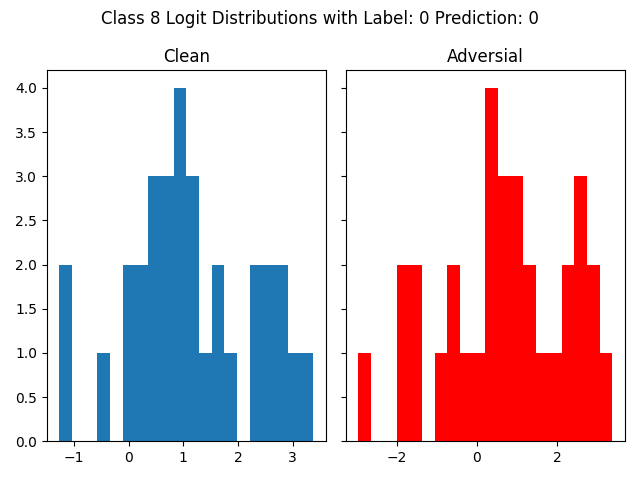 Class 8 Logit Distributions with Label: 0 Prediction: 0
Clean
Adversial
4.0
3.5
3.0
2.5
2.0
1.5
1.0
0.5
0.0
−1 0 1 2 3
−2 0 2